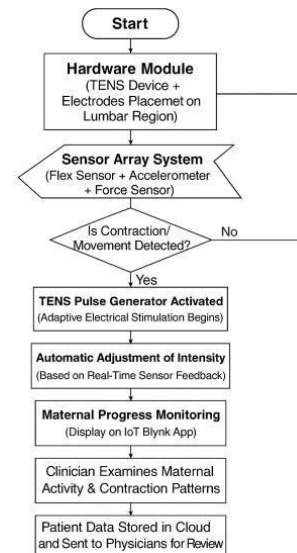 Start
Hardware Module
(TENS Device +
Electrodes Placemet on
Lumbar Region)
Sensor Array System
(Flex Sensor + Accelerometer
+ Force Sensor)
Is Contraction/
Movement Detected?
No
Yes
TENS Pulse Generator Activated
(Adaptive Electrical Stimulation Begins)
Automatic Adjustment of Intensity
(Based on Real-Time Sensor Feedback)
Maternal Progress Monitoring
(Display on IoT Blynk App)
Clinician Examines Maternal
Activity & Contraction Patterns
Patient Data Stored in Cloud
and Sent to Physicians for Review